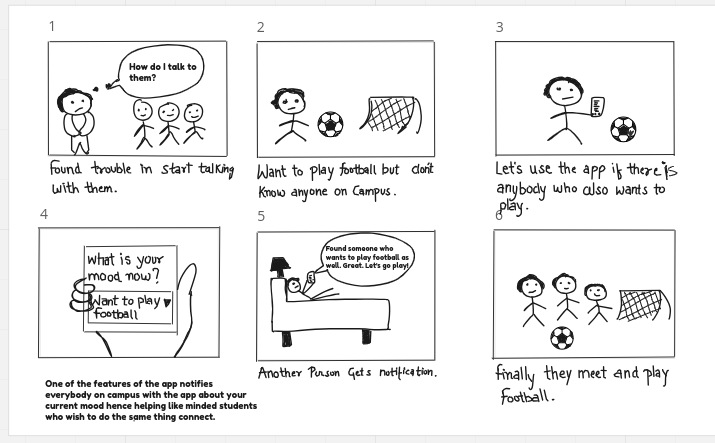 1
How do I talk to
them?
Found trouble in start talking
with them.
2
Want to play football but don't
Know anyone on Campus.
3
Let's use the app if there is
anybody who also wants to
play.
4
What is your
mood now?
Want to play ▼
football
One of the features of the app notifies
everybody on campus with the app about your
current mood hence helping like minded students
who wish to do the same thing connect.
5
Found someone who
wants to play football as
well. Great. Let's go play!
Another Person Gets notification.
6
finally they meet and play
football.